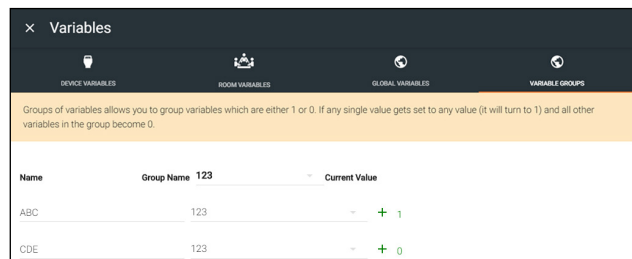 × Variables
DEVICE VARIABLES ROOM VARIABLES GLOBAL VARIABLES VARIABLE GROUPS
Groups of variables allows you to group variables which are either 1 or 0. If any single value gets set to any value (it will turn to 1) and all other
variables in the group become 0.
Name Group Name 123 Current Value
ABC 123 + 1
CDE 123 + 0